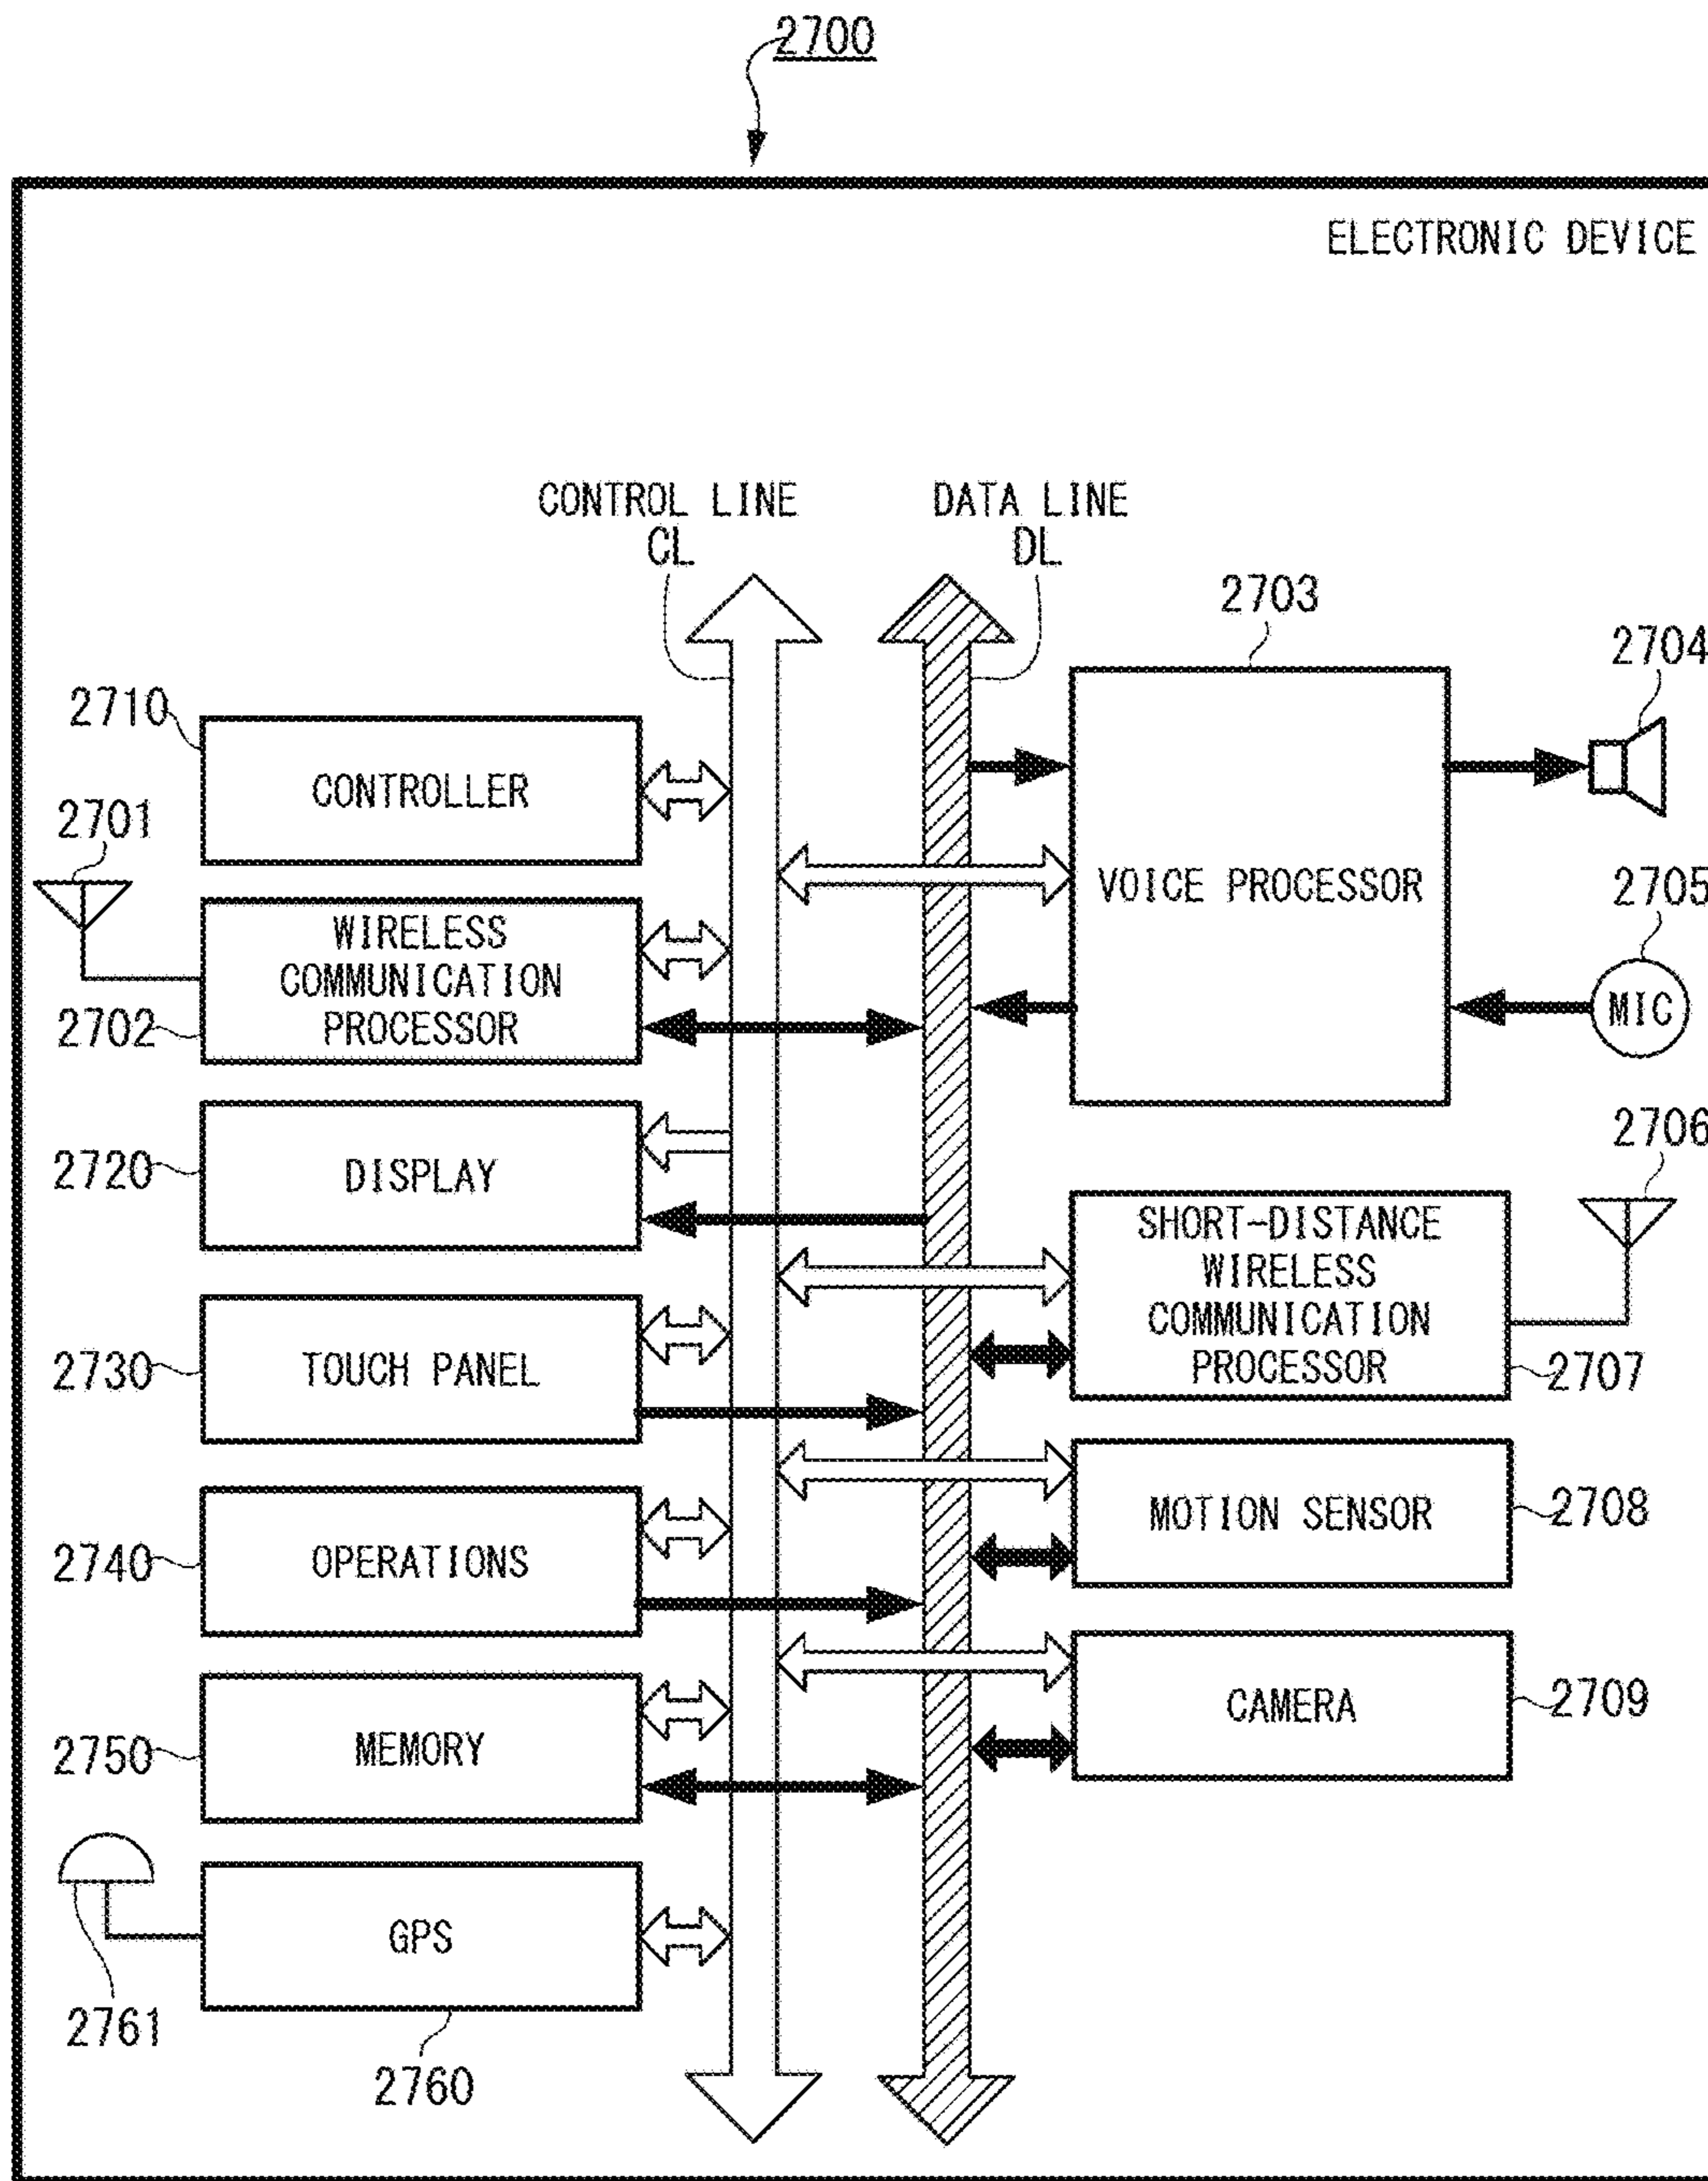 2700
ELECTRONIC DEVICE
CONTROL LINE
CL
DATA LINE
DL
2703
2704
2710
CONTROLLER
2701
VOICE PROCESSOR
2705
MIC
WIRELESS
COMMUNICATION
PROCESSOR
2702
2706
2720
DISPLAY
SHORT-DISTANCE
WIRELESS
COMMUNICATION
PROCESSOR
2707
2730
TOUCH PANEL
MOTION SENSOR
2708
2740
OPERATIONS
CAMERA
2709
2750
MEMORY
GPS
2761
2760